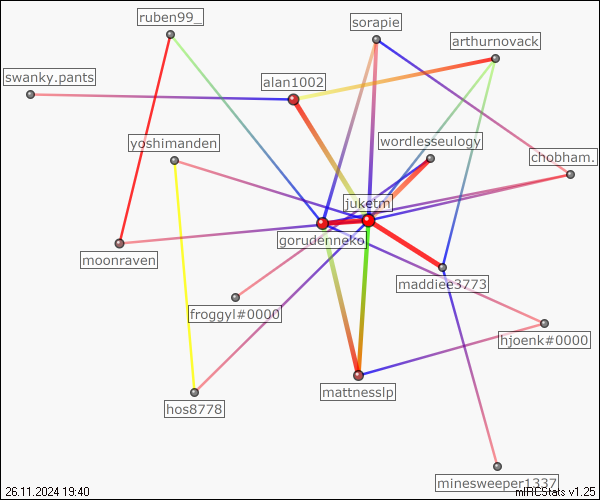 ruben99_
sorapie
arthurnovack
swanky.pants
alan1002
yoshimanden
wordlesseulogy
chobham.
juketm
gorudenneko
moonraven
maddiee3773
froggyl#0000
hjoenk#0000
mattnesslp
hos8778
minesweeper1337
26.11.2024 19:40
mIRCStats v1.25